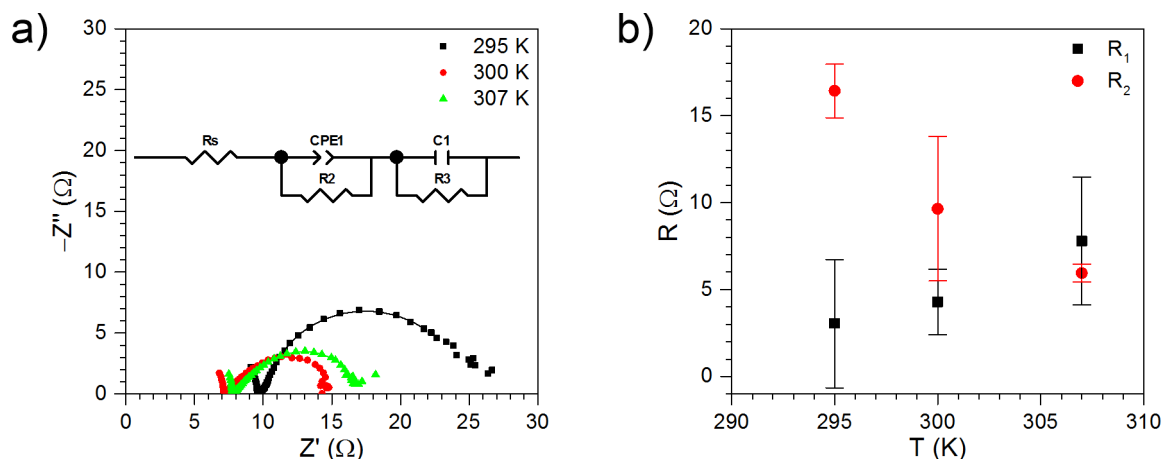 a)
30
25
20
15
10
5
0
−Z'' (Ω)
295 K
300 K
307 K
Rs
CPE1
C1
R2
R3
0 5 10 15 20 25 30
Z' (Ω)
b)
20
15
10
5
0
R (Ω)
R₁
R₂
290 295 300 305 310
T (K)